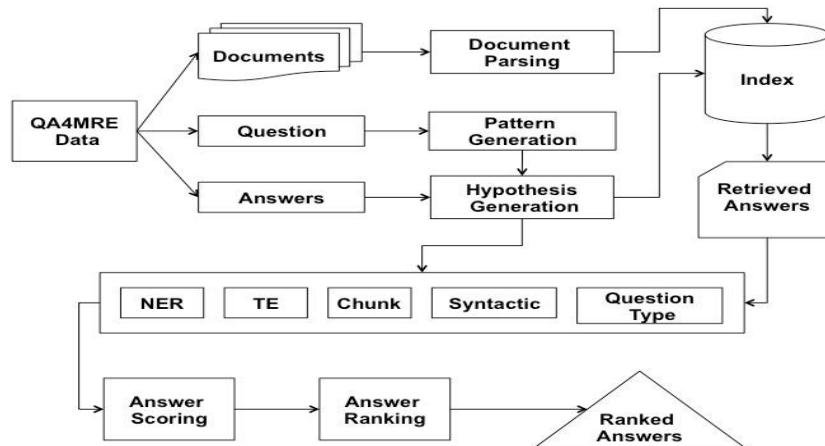 Documents
Document
Parsing
Index
QA4MRE
Data
Question
Pattern
Generation
Answers
Hypothesis
Generation
Retrieved
Answers
NER
TE
Chunk
Syntactic
Question
Type
Answer
Scoring
Answer
Ranking
Ranked
Answers